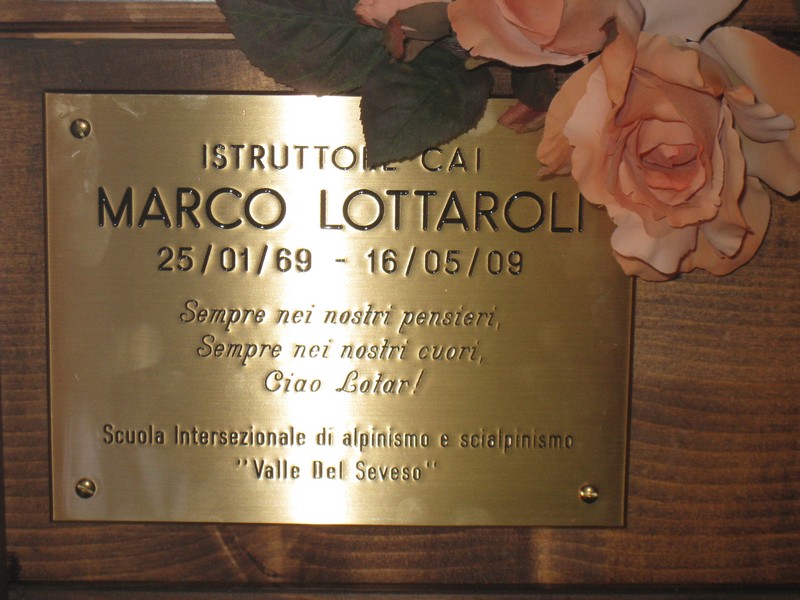 ISTRUTTORE CAI
MARCO LOTTAROLI
25/01/69 - 16/05/09
Sempre nei nostri pensieri,
Sempre nei nostri cuori,
Ciao Lotar!
Scuola Intersezionale di alpinismo e scialpinismo
"Valle Del Seveso"